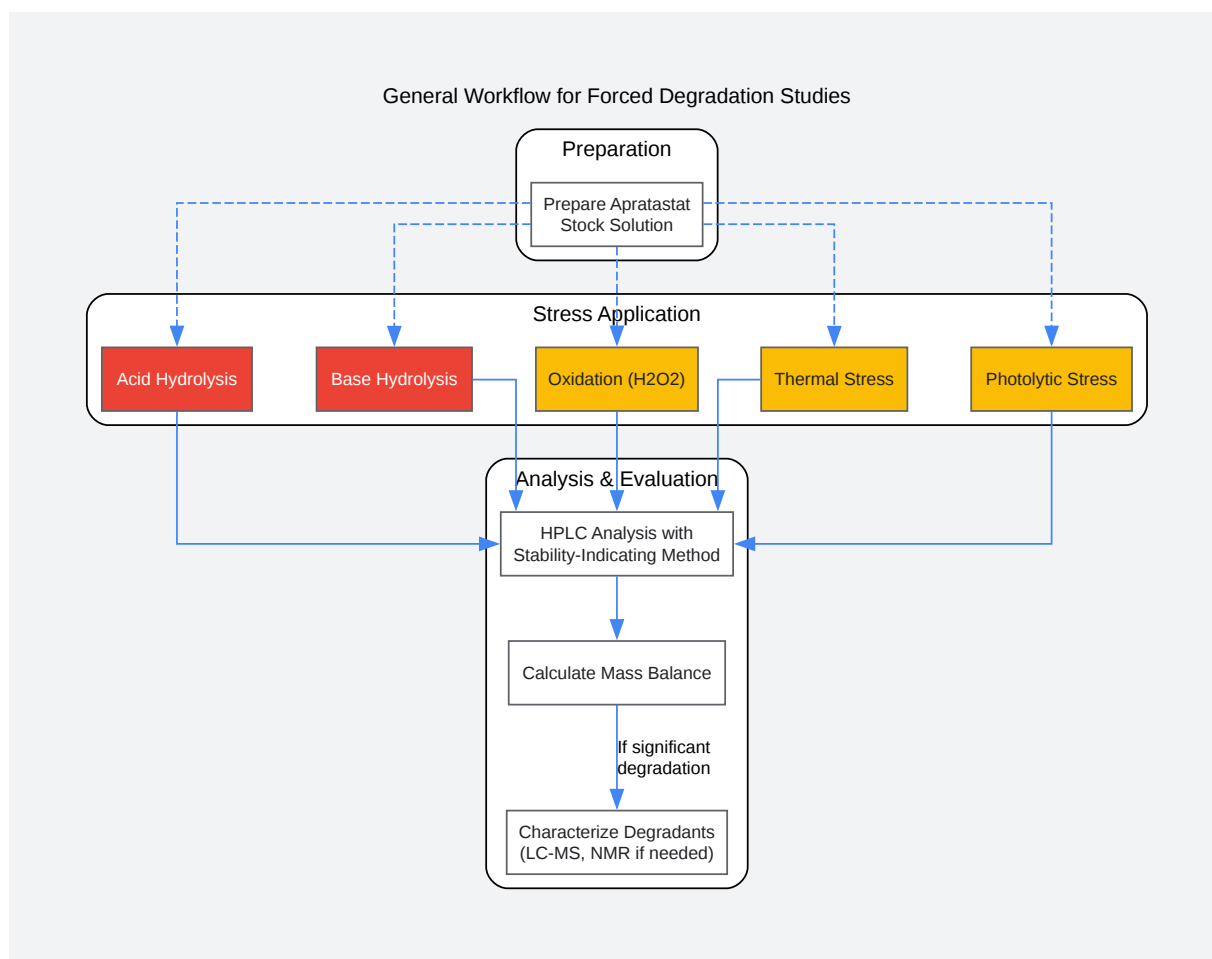 General Workflow for Forced Degradation Studies
Preparation
Prepare Apratastat
Stock Solution
Stress Application
Acid Hydrolysis
Base Hydrolysis
Oxidation (H2O2)
Thermal Stress
Photolytic Stress
Analysis & Evaluation
HPLC Analysis with
Stability-Indicating Method
Calculate Mass Balance
If significant
degradation
Characterize Degradants
(LC-MS, NMR if needed)